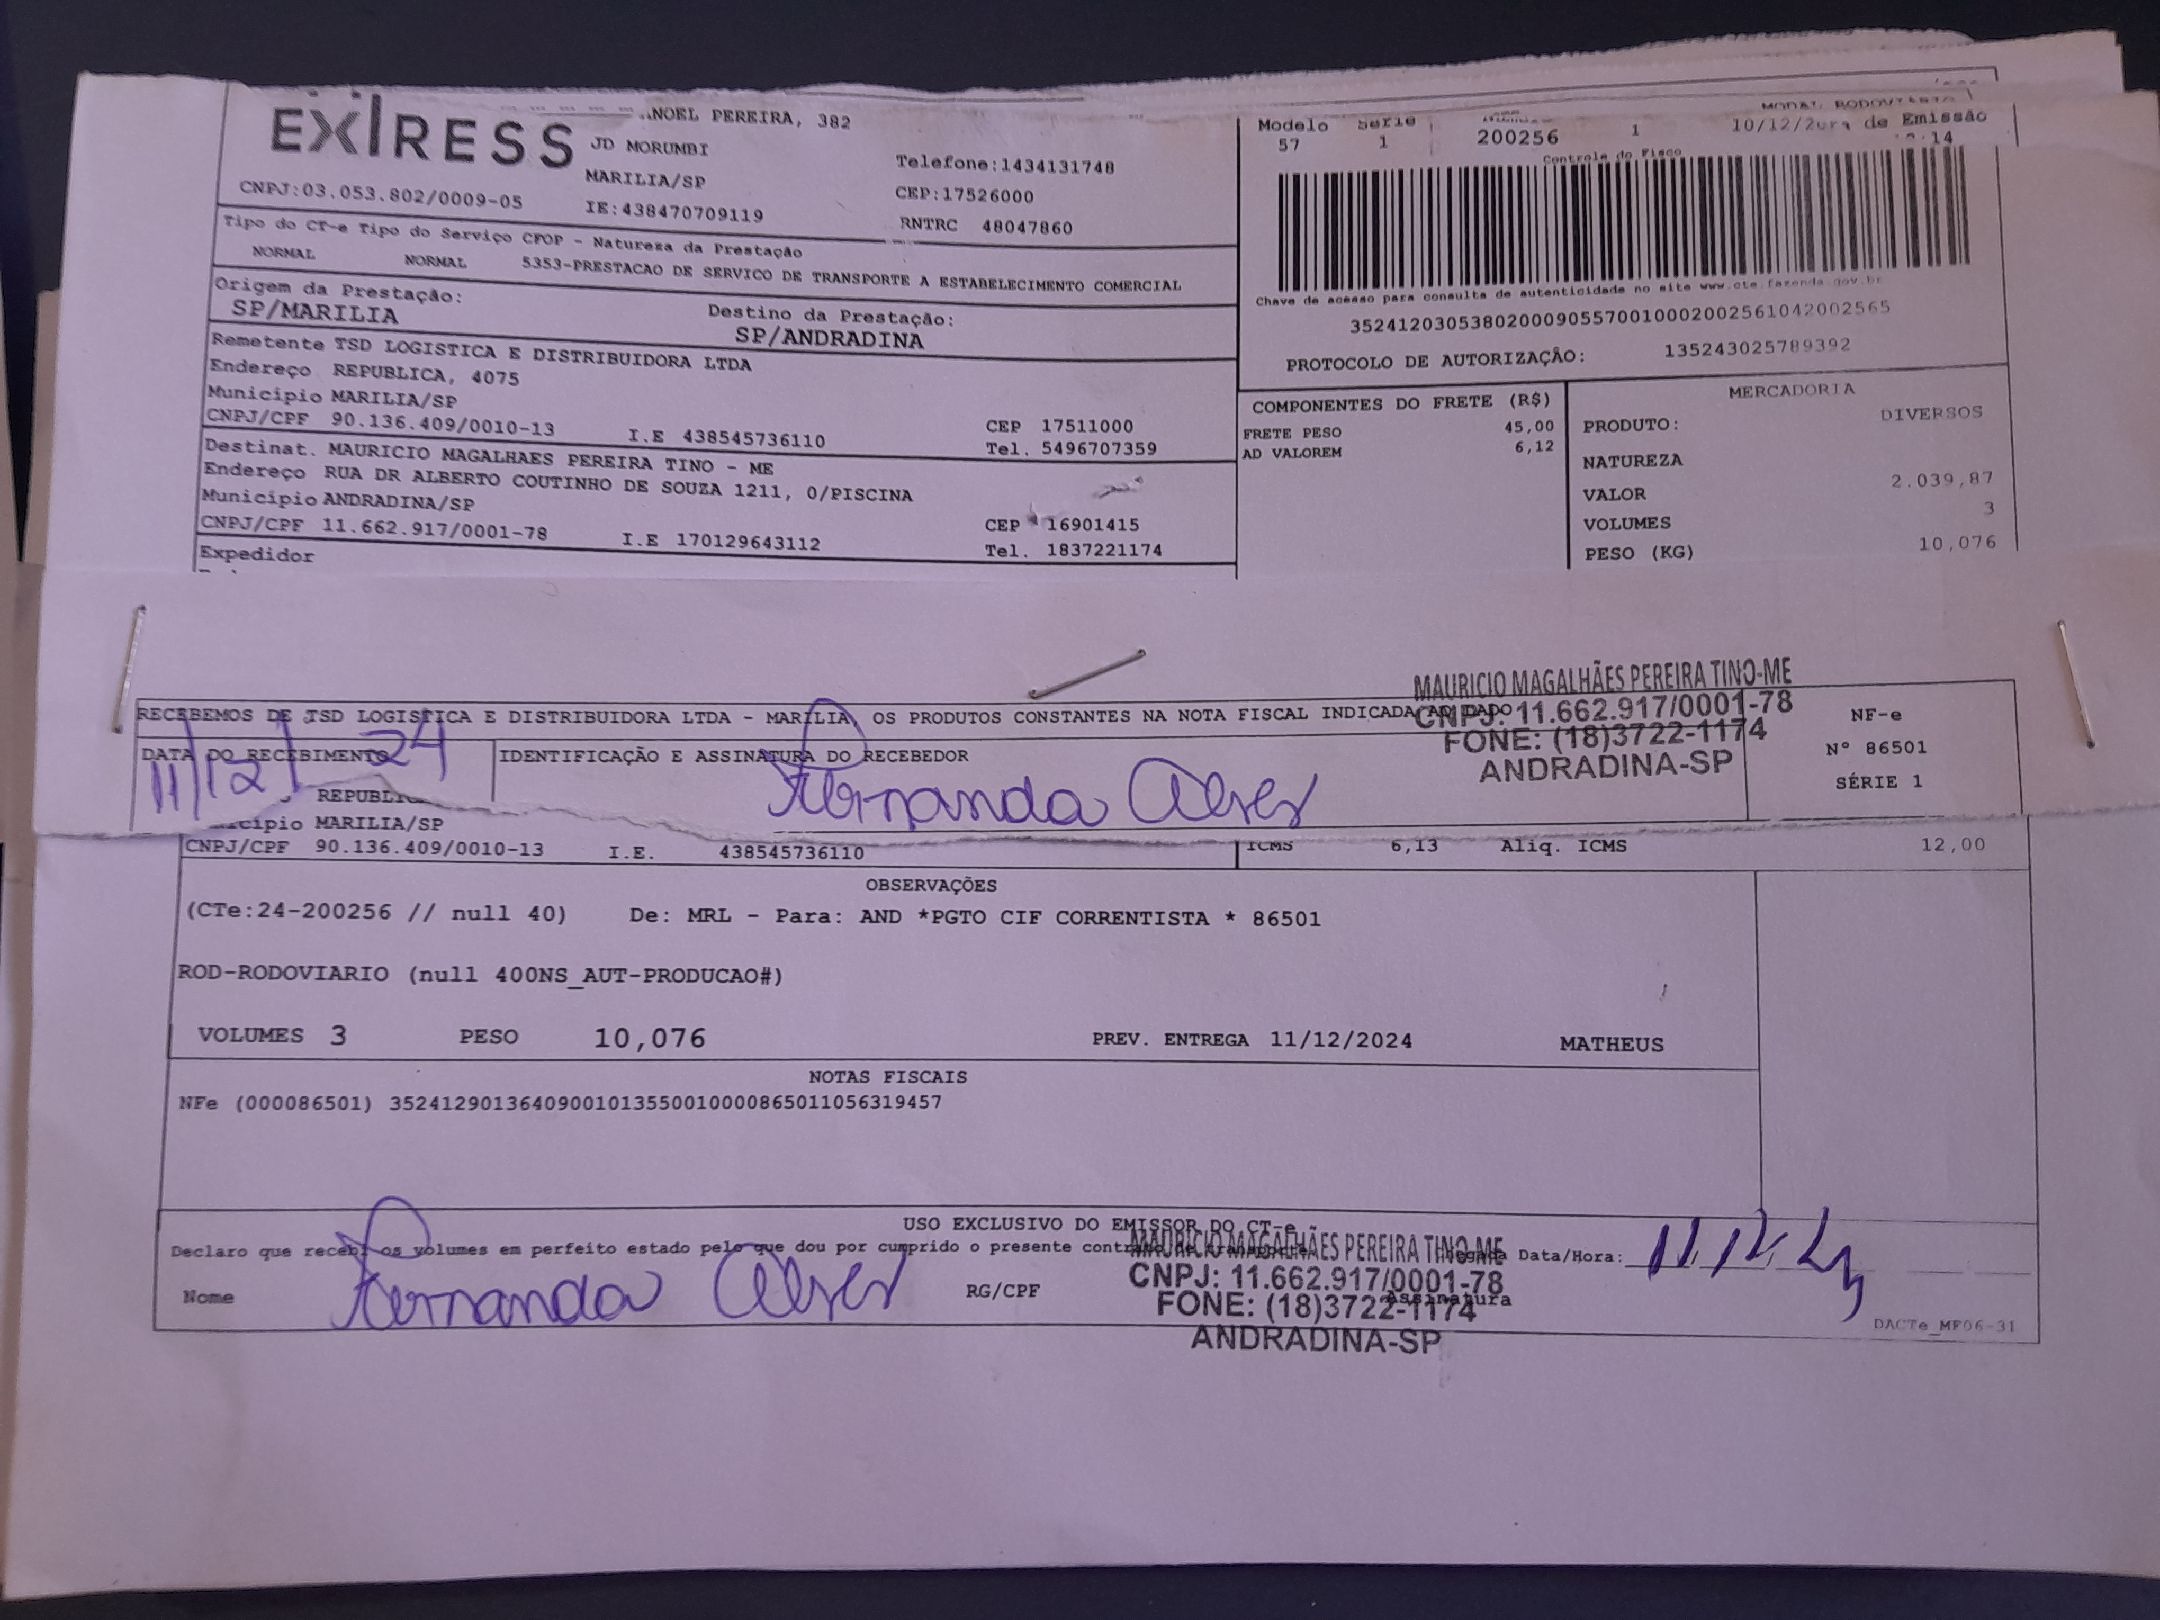 EXPRESS
ANOEL PEREIRA, 382
JD MORUMBI
MARILIA/SP
Telefone:1434131748
CEP:17526000
CNPJ:03.053.802/0009-05
IE:438470709119
RNTRC 48047860
Tipo do CT-e Tipo do Serviço CFOP - Natureza da Prestação
NORMAL NORMAL 5353-PRESTACAO DE SERVICO DE TRANSPORTE A ESTABELECIMENTO COMERCIAL
Origem da Prestação:
SP/MARILIA
Destino da Prestação:
SP/ANDRADINA
Remetente TSD LOGISTICA E DISTRIBUIDORA LTDA
Endereço REPUBLICA, 4075
Município MARILIA/SP
CNPJ/CPF 90.136.409/0010-13 I.E 438545736110
CEP 17511000
Tel. 5496707359
Destinat. MAURICIO MAGALHAES PEREIRA TINO - ME
Endereço RUA DR ALBERTO COUTINHO DE SOUZA 1211, 0/PISCINA
Município ANDRADINA/SP
CNPJ/CPF 11.662.917/0001-78 I.E 170129643112
CEP 16901415
Tel. 1837221174
Expedidor
MODAL RODOVIARIO
Modelo Serie 1 de Emissão
57 1 200256 10/12/2 14
Controle do Fisco
Chave de acesso para consulta de autenticidade no site www.cte.fazenda.gov.br
35241203053802000905570010002002561042002565
PROTOCOLO DE AUTORIZAÇÃO: 135243025789392
COMPONENTES DO FRETE (R$)
FRETE PESO 45,00
AD VALOREM 6,12
MERCADORIA
PRODUTO: DIVERSOS
NATUREZA
VALOR 2.039,87
VOLUMES 3
PESO (KG) 10,076
RECEBEMOS DE TSD LOGISTICA E DISTRIBUIDORA LTDA - MARILIA, OS PRODUTOS CONSTANTES NA NOTA FISCAL INDICADA AO LADO
MAURICIO MAGALHÃES PEREIRA TINO-ME
CNPJ: 11.662.917/0001-78
FONE: (18)3722-1174
ANDRADINA-SP
NF-e
Nº 86501
SÉRIE 1
DATA DO RECEBIMENTO
11/12/24
IDENTIFICAÇÃO E ASSINATURA DO RECEBEDOR
Fernanda Alves
REPUBLIC
cípio MARILIA/SP
CNPJ/CPF 90.136.409/0010-13 I.E. 438545736110
ICMS 6,13 Aliq. ICMS 12,00
OBSERVAÇÕES
(CTe:24-200256 // null 40) De: MRL - Para: AND *PGTO CIF CORRENTISTA * 86501
ROD-RODOVIARIO (null 400NS_AUT-PRODUCAO#)
VOLUMES 3 PESO 10,076 PREV. ENTREGA 11/12/2024 MATHEUS
NOTAS FISCAIS
NFe (000086501) 35241290136409001013550010000865011056319457
USO EXCLUSIVO DO EMISSOR DO CT-e
Declaro que recebi os volumes em perfeito estado pelo que dou por cumprido o presente contrato de transporte
Chegada Data/Hora: 11/12/24
Nome Fernanda Alves RG/CPF
Assinatura
MAURICIO MAGALHÃES PEREIRA TINO-ME
CNPJ: 11.662.917/0001-78
FONE: (18)3722-1174
ANDRADINA-SP
DACTe_MF06-31